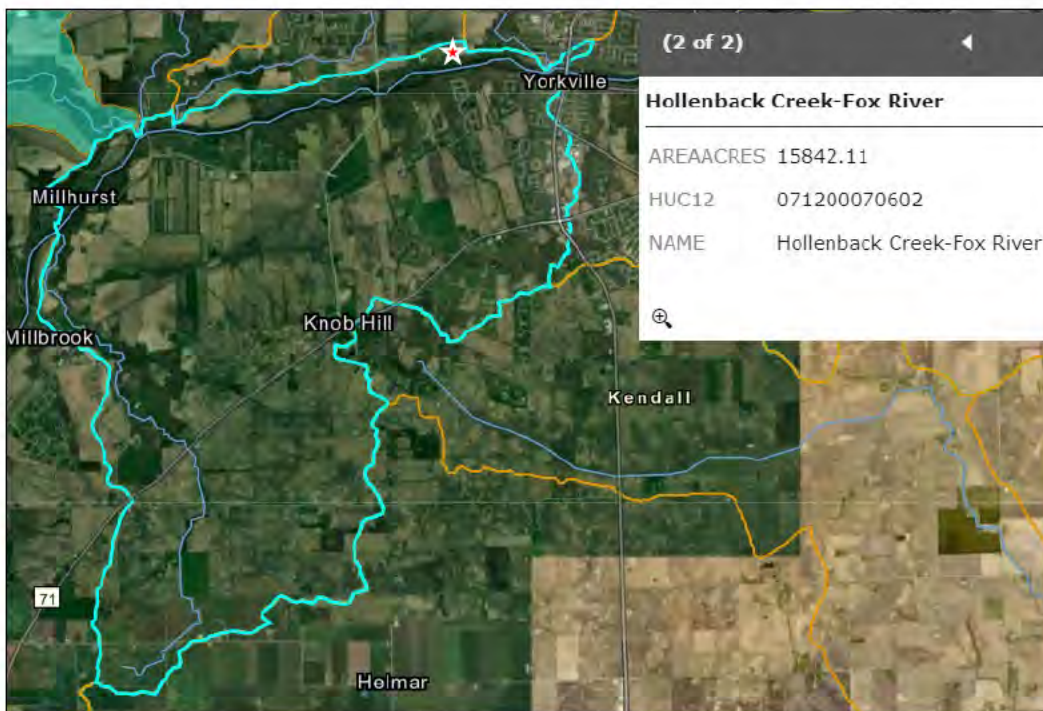 (2 of 2)
Hollenback Creek-Fox River
AREAACRES 15842.11
HUC12 071200070602
NAME Hollenback Creek-Fox River
Yorkville
Millhurst
Knob Hill
Millbrook
Kendall
71
Helmar